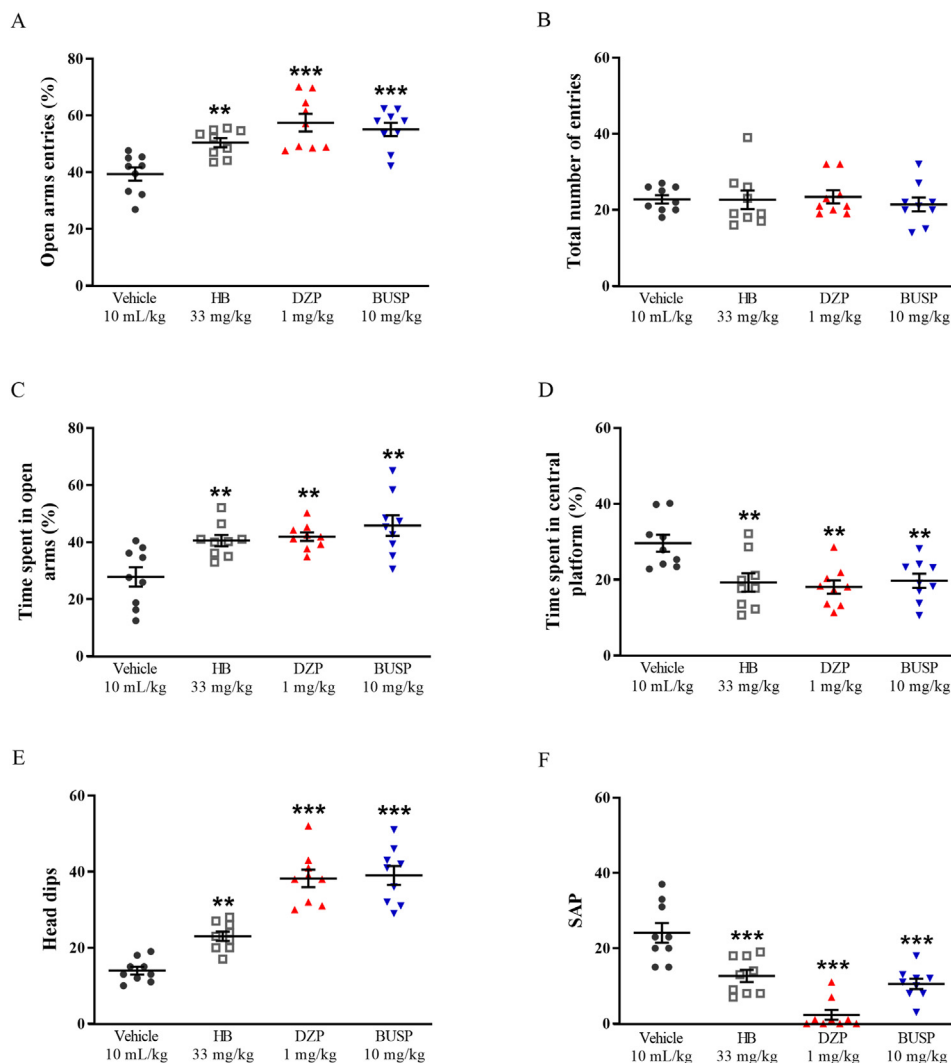 A
Open arms entries (%)
80
60
40
20
0
** *** ***
Vehicle HB DZP BUSP
10 mL/kg 33 mg/kg 1 mg/kg 10 mg/kg
B
Total number of entries
60
40
20
0
Vehicle HB DZP BUSP
10 mL/kg 33 mg/kg 1 mg/kg 10 mg/kg
C
Time spent in open
arms (%)
80
60
40
20
0
** ** **
Vehicle HB DZP BUSP
10 mL/kg 33 mg/kg 1 mg/kg 10 mg/kg
D
Time spent in central
platform (%)
60
40
20
0
** ** **
Vehicle HB DZP BUSP
10 mL/kg 33 mg/kg 1 mg/kg 10 mg/kg
E
Head dips
60
40
20
0
** *** ***
Vehicle HB DZP BUSP
10 mL/kg 33 mg/kg 1 mg/kg 10 mg/kg
F
SAP
60
40
20
0
*** *** ***
Vehicle HB DZP BUSP
10 mL/kg 33 mg/kg 1 mg/kg 10 mg/kg